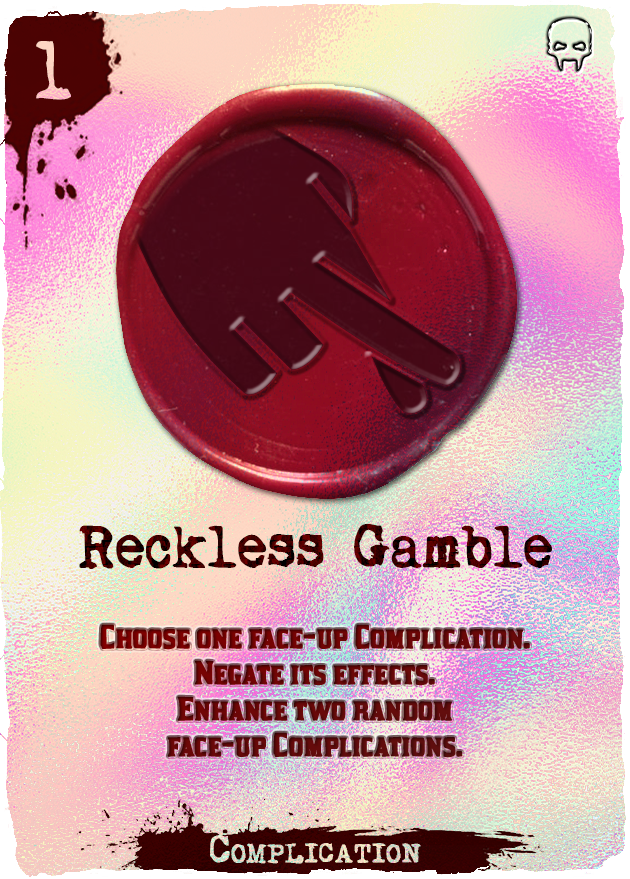 1
Reckless Gamble
Choose one face-up Complication.
Negate its effects.
Enhance two random
face-up Complications.
Complication